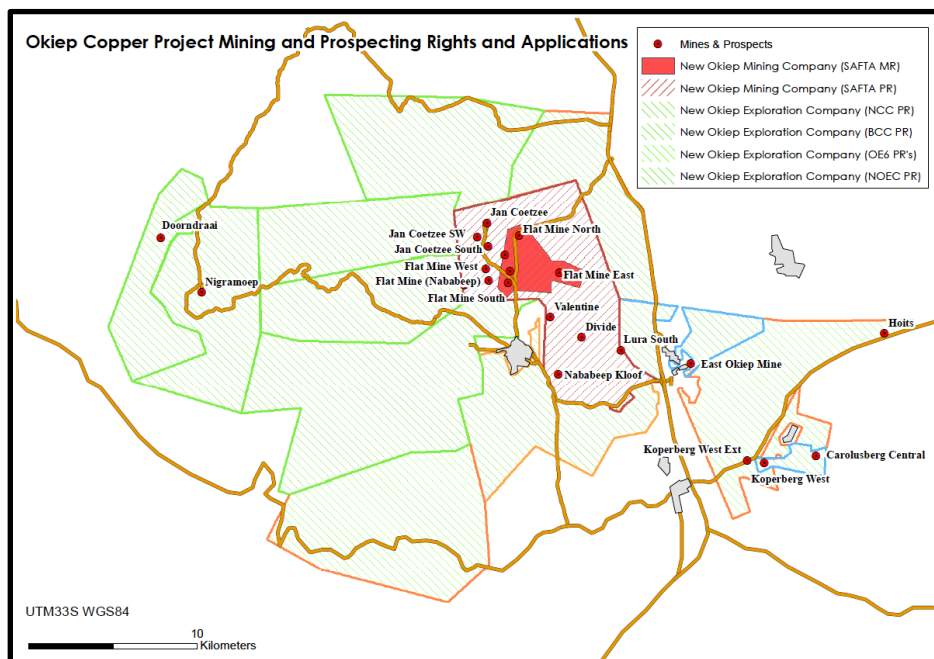 Okiep Copper Project Mining and Prospecting Rights and Applications
Mines & Prospects
New Okiep Mining Company (SAFTA MR)
New Okiep Mining Company (SAFTA PR)
New Okiep Exploration Company (NCC PR)
New Okiep Exploration Company (BCC PR)
New Okiep Exploration Company (OE6 PR's)
New Okiep Exploration Company (NOEC PR)
Jan Coetzee
Doorndraai
Jan Coetzee SW
Flat Mine North
Jan Coetzee South
Flat Mine West
Flat Mine East
Nigramoep
Flat Mine (Nababeep)
Flat Mine South
Valentine
Hoits
Divide
Lura South
East Okiep Mine
Nababeep Kloof
Koperberg West Ext
Carolusberg Central
Koperberg West
UTM33S WGS84
10
Kilometers